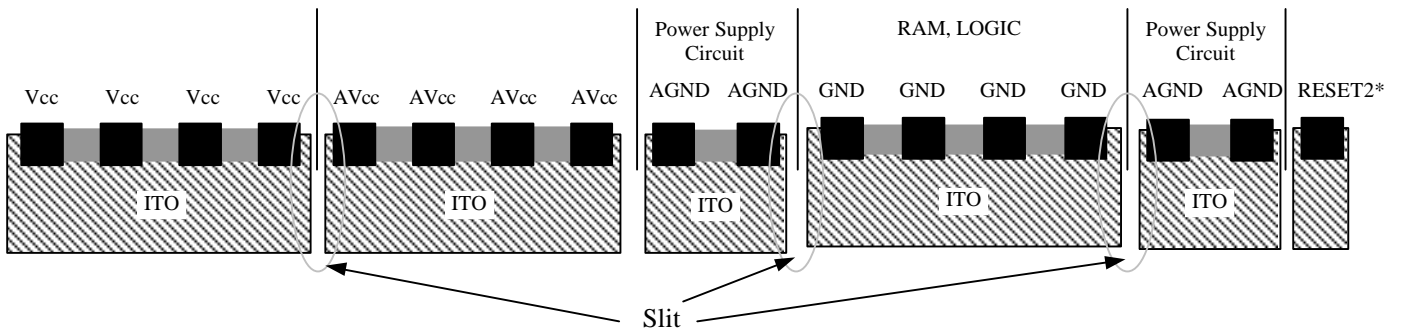 Power Supply Circuit
RAM, LOGIC
Power Supply Circuit
Vcc Vcc Vcc Vcc AVcc AVcc AVcc AVcc AGND AGND GND GND GND GND AGND AGND RESET2*
ITO ITO ITO ITO ITO
Slit